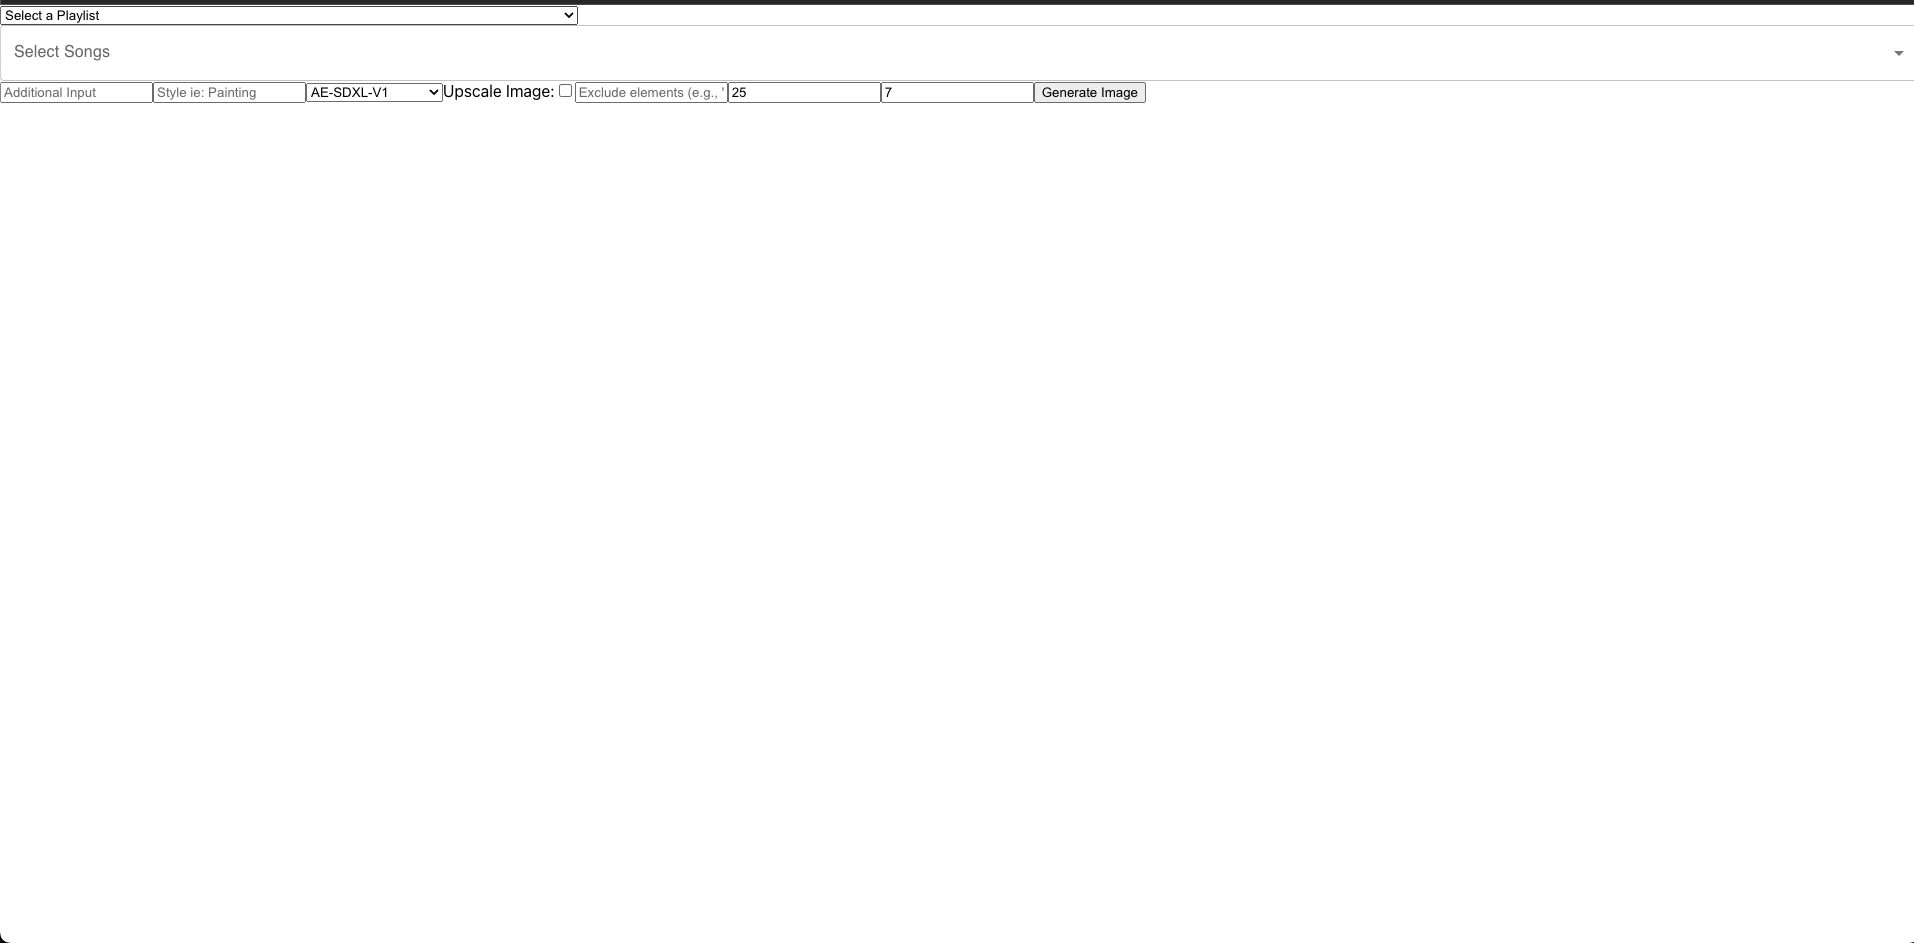 Select a Playlist
Select Songs
Additional Input Style ie: Painting AE-SDXL-V1 Upscale Image: Exclude elements (e.g., ' 25 7 Generate Image